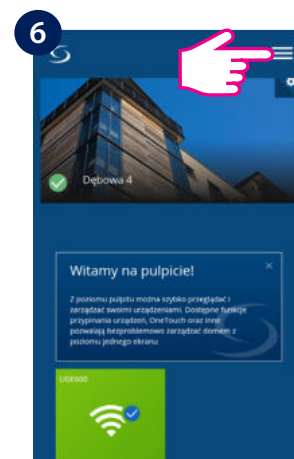 6
Dębowa 4
Witamy na pulpicie!
Z poziomu pulpitu można szybko przeglądać i
zarządzać swoimi urządzeniami. Dostępne funkcje
przypinania urządzeń, OneTouch oraz inne
pozwalają bezproblemowo zarządzać domem z
poziomu jednego ekranu
UGE600